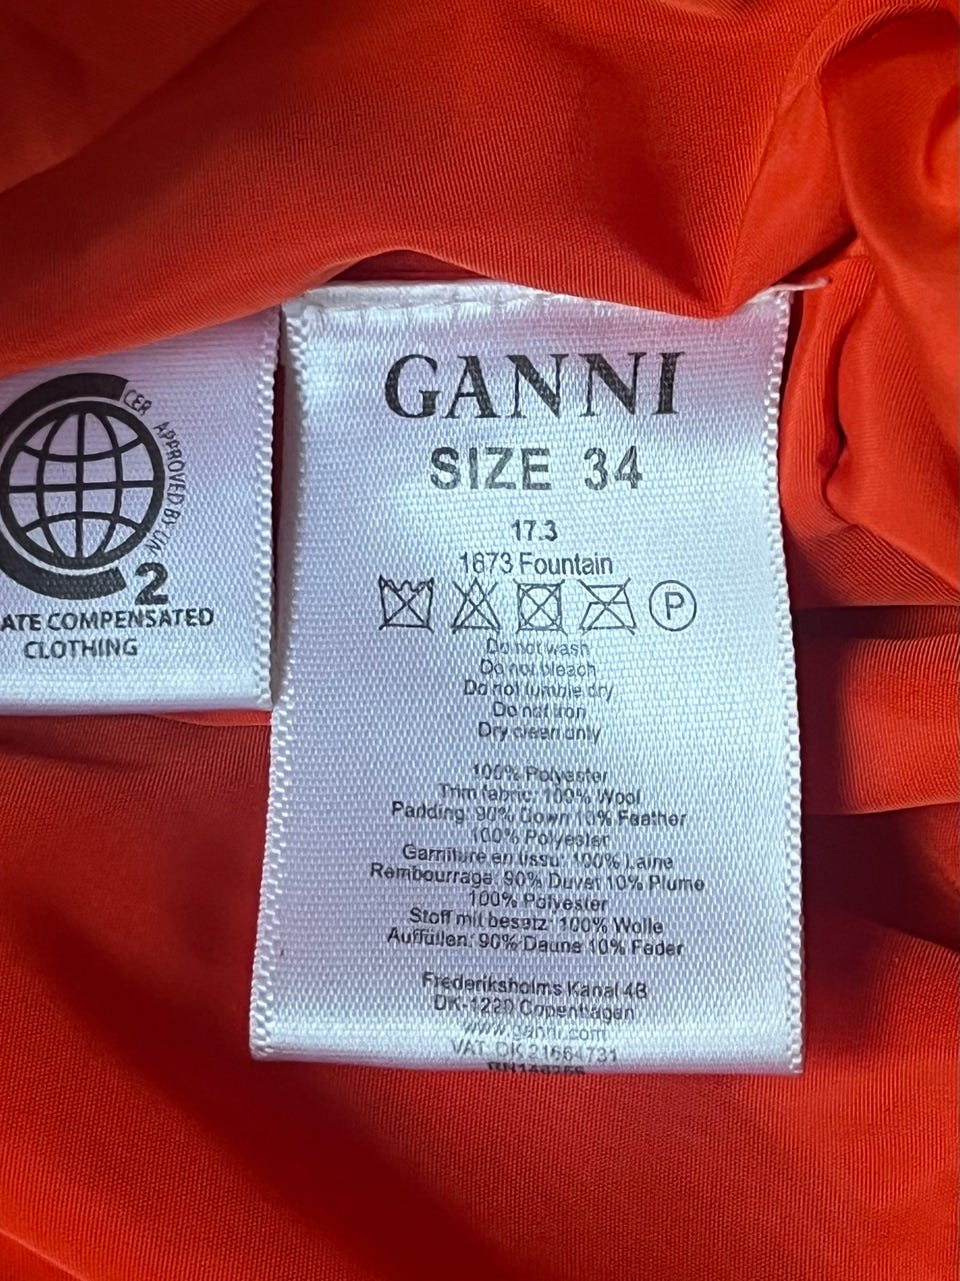 CER APPROVED BY UN
2
ATE COMPENSATED
CLOTHING
GANNI
SIZE 34
17.3
1673 Fountain
P
Do not wash
Do not bleach
Do not tumble dry
Do not iron
Dry clean only
100% Polyester
Trim fabric: 100% Wool
Padding: 90% Down 10% Feather
100% Polyester
Garniture en tissu: 100% Laine
Rembourrage: 90% Duvet 10% Plume
100% Polyester
Stoff mit besatz: 100% Wolle
Auffüllen: 90% Daune 10% Feder
Frederiksholms Kanal 4B
DK-1220 Copenhagen
www.ganni.com
VAT: DK 21664731